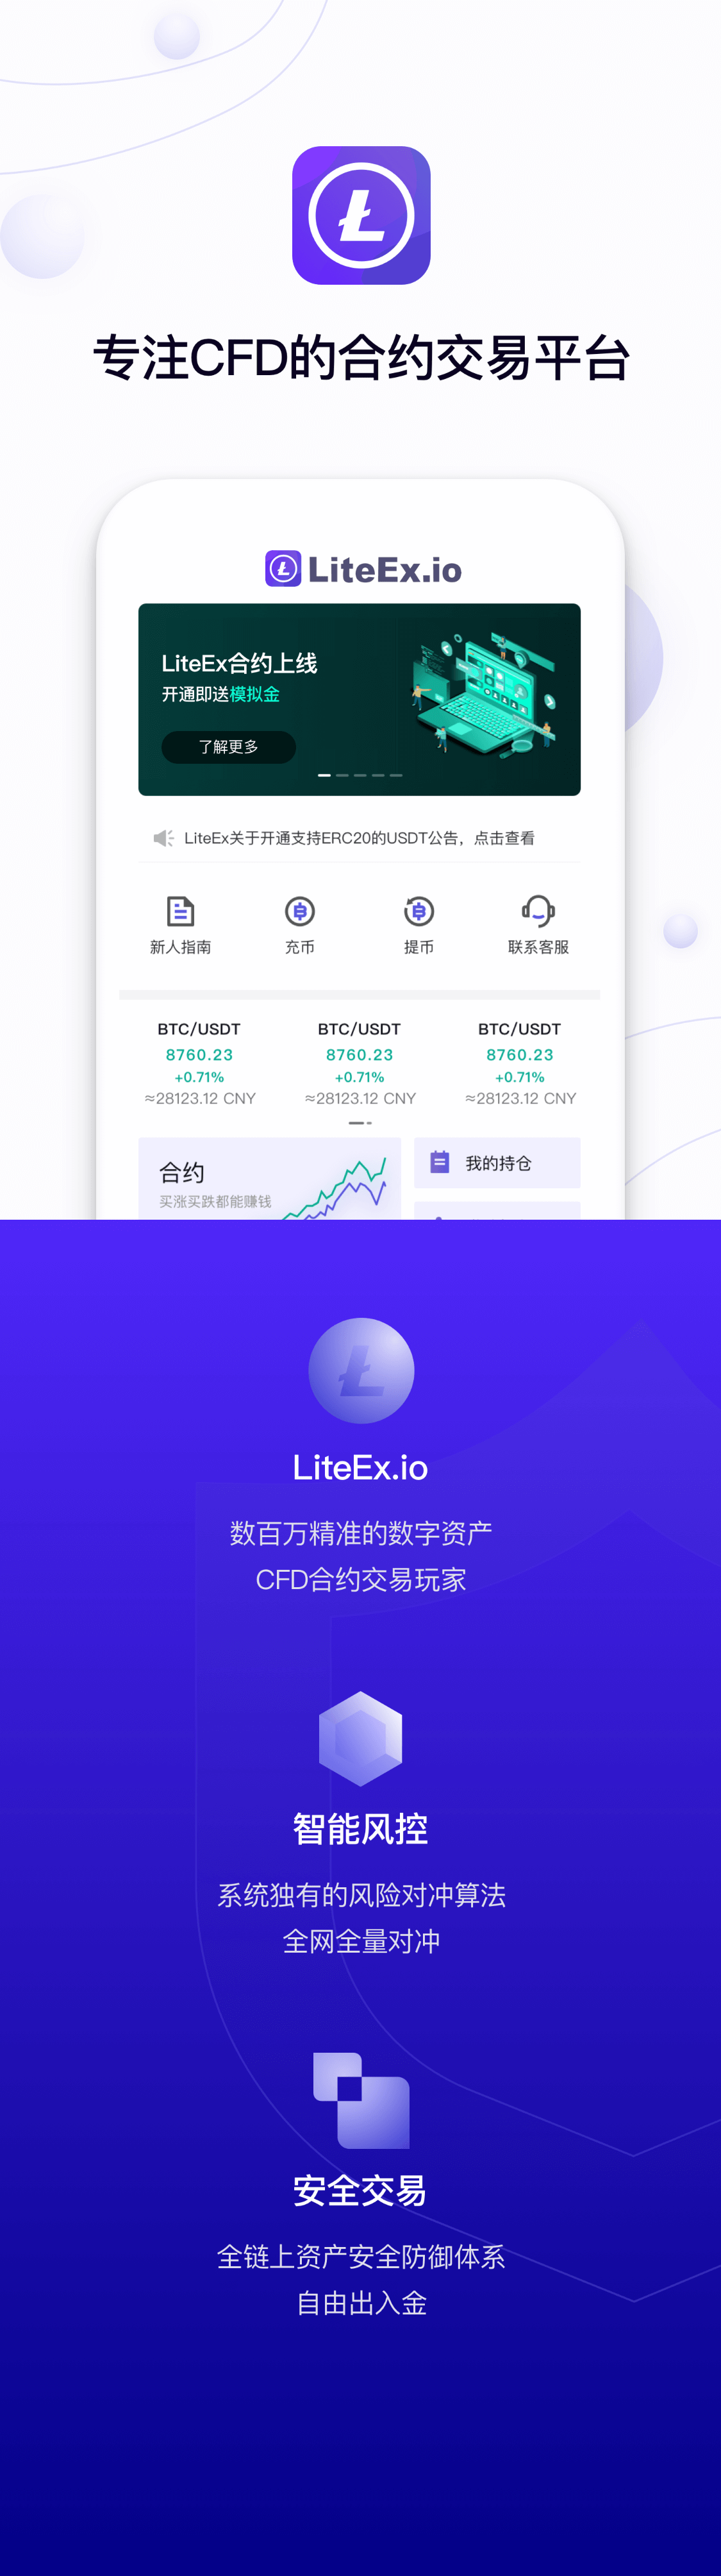 专注CFD的合约交易平台
LiteEx.io
LiteEx合约上线
开通即送模拟金
了解更多
LiteEx关于开通支持ERC20的USDT公告，点击查看
新人指南 充币 提币 联系客服
BTC/USDT BTC/USDT BTC/USDT
8760.23 8760.23 8760.23
+0.71% +0.71% +0.71%
≈28123.12 CNY ≈28123.12 CNY ≈28123.12 CNY
合约 我的持仓
买涨买跌都能赚钱
LiteEx.io
数百万精准的数字资产
CFD合约交易玩家
智能风控
系统独有的风险对冲算法
全网全量对冲
安全交易
全链上资产安全防御体系
自由出入金